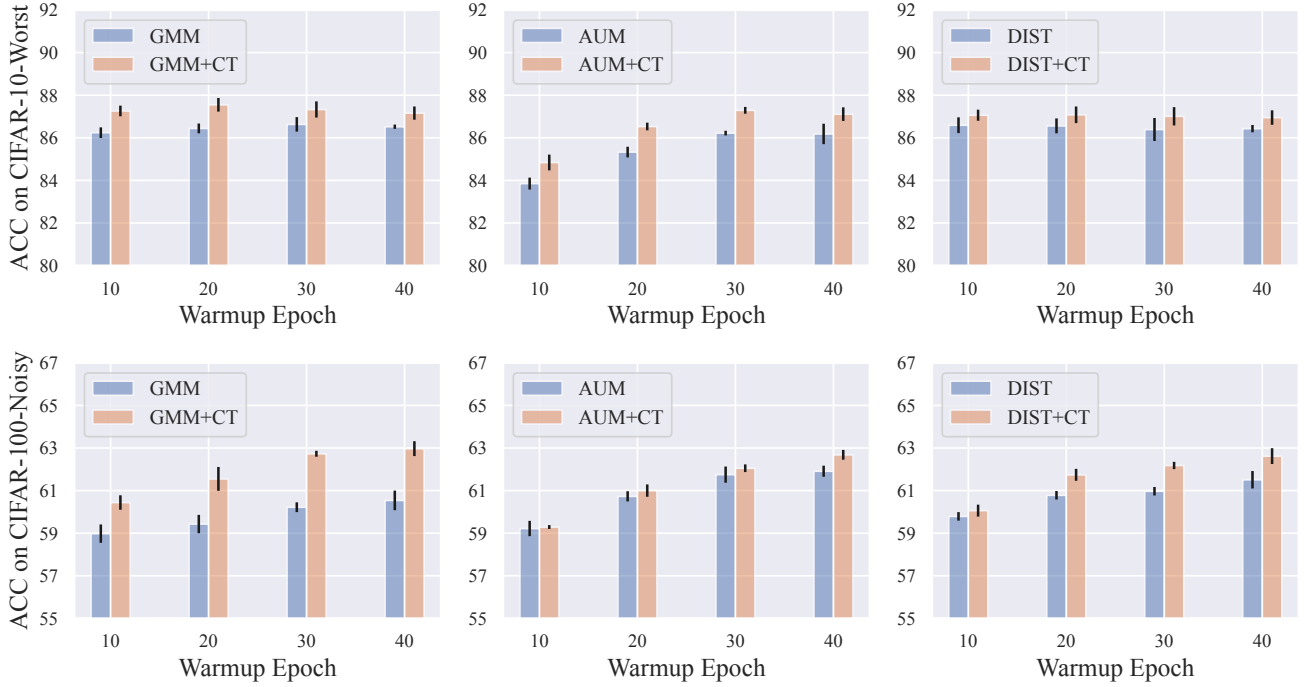 ACC on CIFAR-10-Worst
92
90
88
86
84
82
80
GMM
GMM+CT
10 20 30 40
Warmup Epoch
92
90
88
86
84
82
80
AUM
AUM+CT
10 20 30 40
Warmup Epoch
92
90
88
86
84
82
80
DIST
DIST+CT
10 20 30 40
Warmup Epoch
ACC on CIFAR-100-Noisy
67
65
63
61
59
57
55
GMM
GMM+CT
10 20 30 40
Warmup Epoch
67
65
63
61
59
57
55
AUM
AUM+CT
10 20 30 40
Warmup Epoch
67
65
63
61
59
57
55
DIST
DIST+CT
10 20 30 40
Warmup Epoch